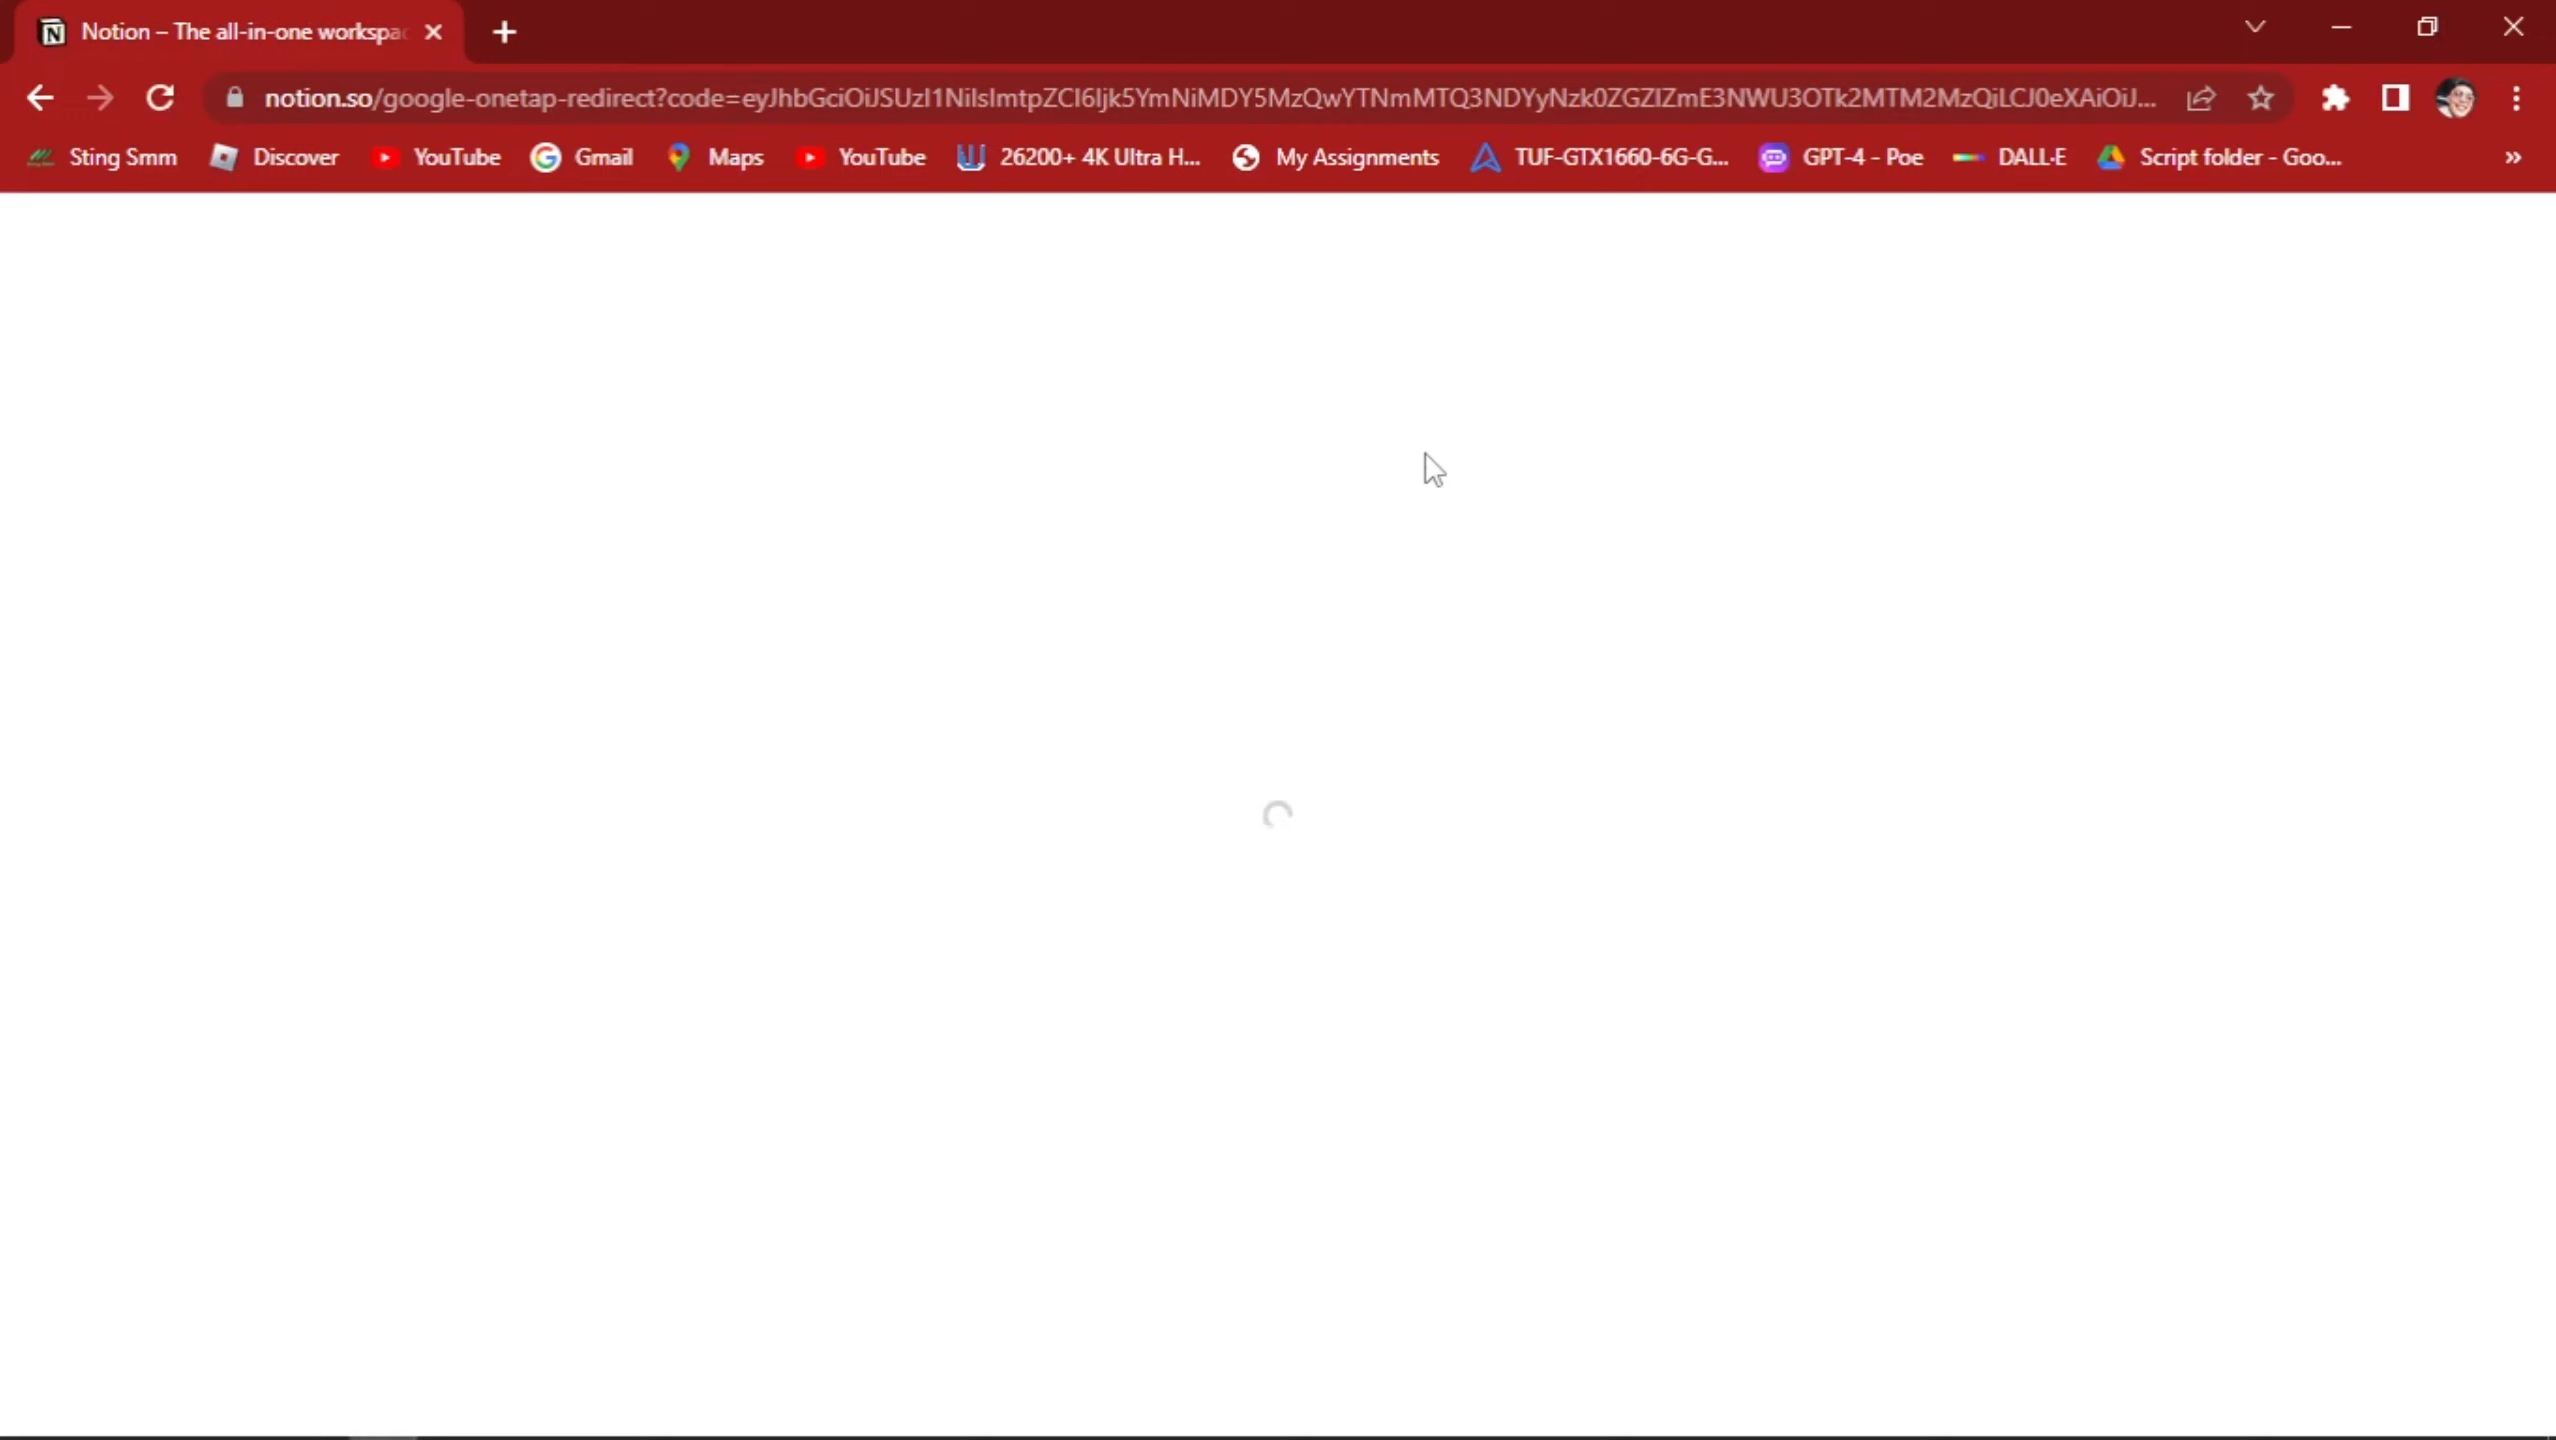 Notion – The all-in-one workspac
notion.so/google-onetap-redirect?code=eyJhbGciOiJSUzI1NiIsImtpZCI6Ijk5YmNiMDY5MzQwYTNmMTQ3NDYyNzk0ZGZlZmE3NWU3OTk2MTM2MzQiLCJ0eXAiOiJ...
Sting Smm Discover YouTube Gmail Maps YouTube 26200+ 4K Ultra H... My Assignments TUF-GTX1660-6G-G... GPT-4 - Poe DALL·E Script folder - Goo... »